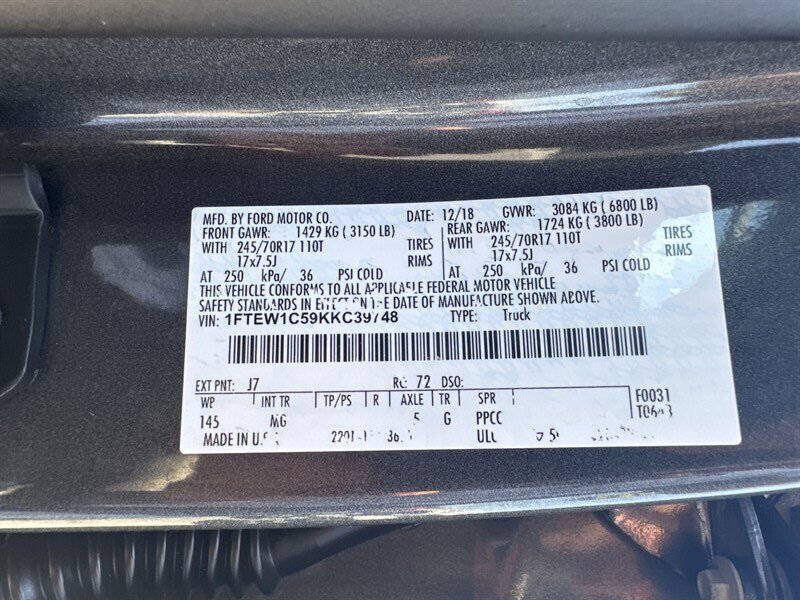 MFD. BY FORD MOTOR CO. DATE: 12/18 GVWR: 3084 KG ( 6800 LB)
FRONT GAWR: 1429 KG ( 3150 LB) REAR GAWR: 1724 KG ( 3800 LB)
WITH 245/70R17 110T TIRES WITH 245/70R17 110T TIRES
17x7.5J RIMS 17x7.5J RIMS
AT 250 kPa/ 36 PSI COLD AT 250 kPa/ 36 PSI COLD
THIS VEHICLE CONFORMS TO ALL APPLICABLE FEDERAL MOTOR VEHICLE
SAFETY STANDARDS IN EFFECT ON THE DATE OF MANUFACTURE SHOWN ABOVE.
VIN: 1FTEW1C59KKC39748 TYPE: Truck
EXT PNT: J7 RC: 72 DSO:
WP INT TR TP/PS R AXLE TR SPR F0031
145 MG 5 G PPCC
MADE IN U.S.A.